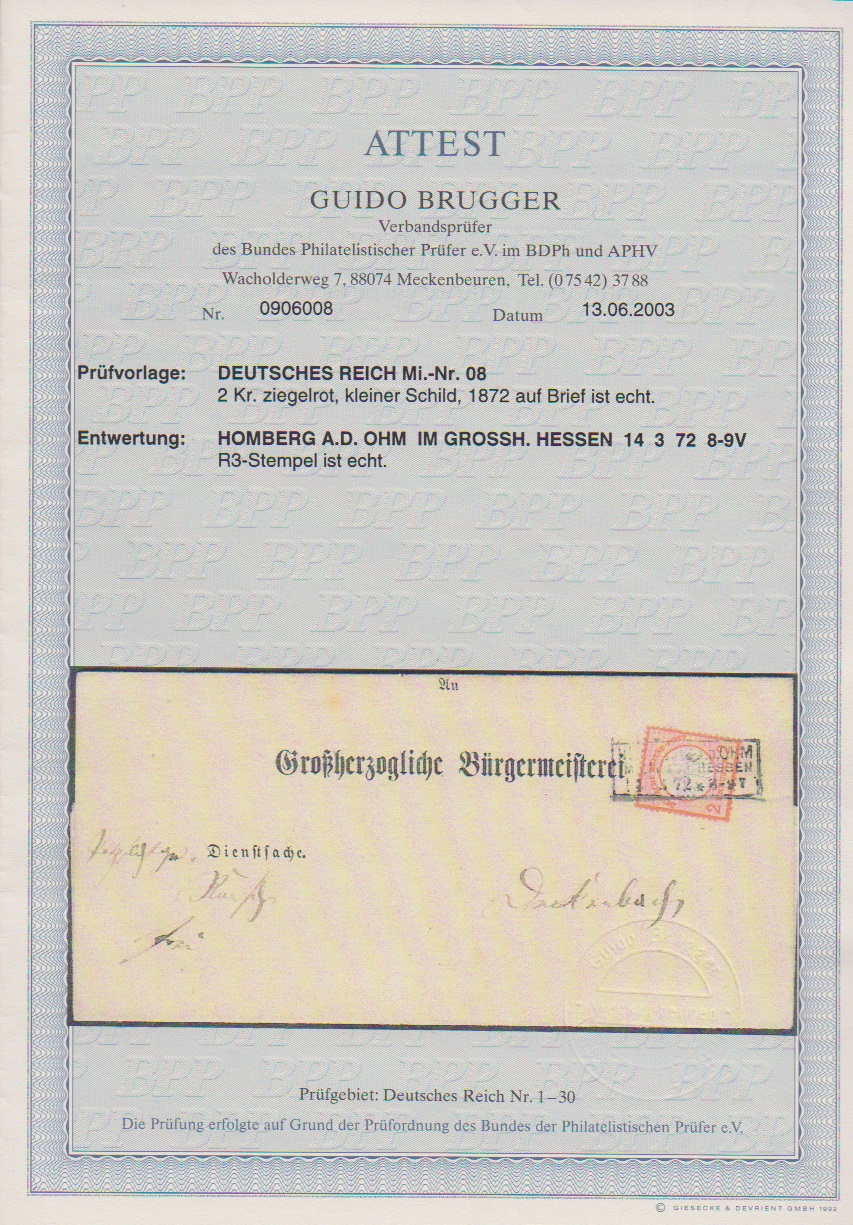 ATTEST
GUIDO BRUGGER
Verbandsprüfer
des Bundes Philatelistischer Prüfer e.V. im BDPh und APHV
Wacholderweg 7, 88074 Meckenbeuren, Tel. (0 75 42) 37 88
Nr. 0906008 Datum 13.06.2003
Prüfvorlage: DEUTSCHES REICH Mi.-Nr. 08
2 Kr. ziegelrot, kleiner Schild, 1872 auf Brief ist echt.
Entwertung: HOMBERG A.D. OHM IM GROSSH. HESSEN 14 3 72 8-9V
R3-Stempel ist echt.
An
Großherzogliche Bürgermeisterei
OHM
HESSEN
72
2
Dienstsache.
Prüfgebiet: Deutsches Reich Nr. 1–30
Die Prüfung erfolgte auf Grund der Prüfordnung des Bundes der Philatelistischen Prüfer e.V.
© GIESECKE & DEVRIENT GMBH 1992